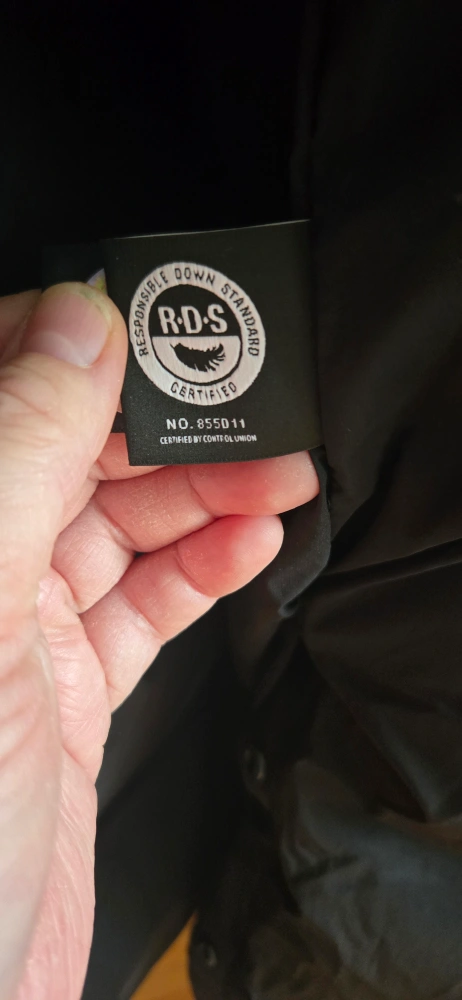 RESPONSIBLE DOWN STANDARD
R·D·S
CERTIFIED
NO. 855011
CERTIFIED BY CONTROL UNION